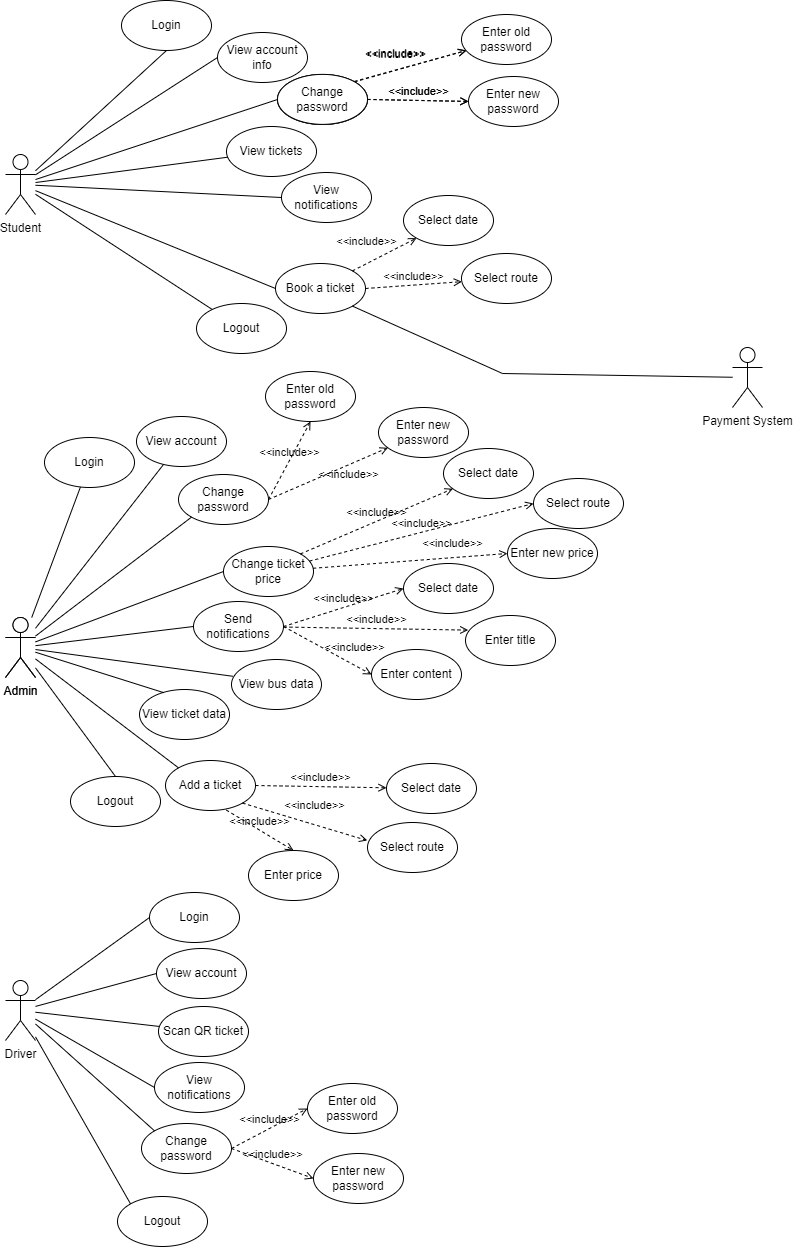 Login
View account
info
Enter old
password
<<include>>
Change
password
<<include>>
Enter new
password
View tickets
View
notifications
Student
Select date
<<include>>
Book a ticket
<<include>>
Select route
Logout
Payment System
Enter old
password
Enter new
password
View account
Login
<<include>>
<<include>>
Change
password
Select date
Select route
<<include>>
<<include>>
<<include>>
Enter new price
Change ticket
price
Select date
<<include>>
Send
notifications
<<include>>
Enter title
<<include>>
Enter content
Admin
View bus data
View ticket data
Add a ticket
<<include>>
Select date
Logout
<<include>>
<<include>>
Select route
Enter price
Login
View account
Scan QR ticket
Driver
View
notifications
Enter old
password
<<include>>
Change
password
<<include>>
Enter new
password
Logout